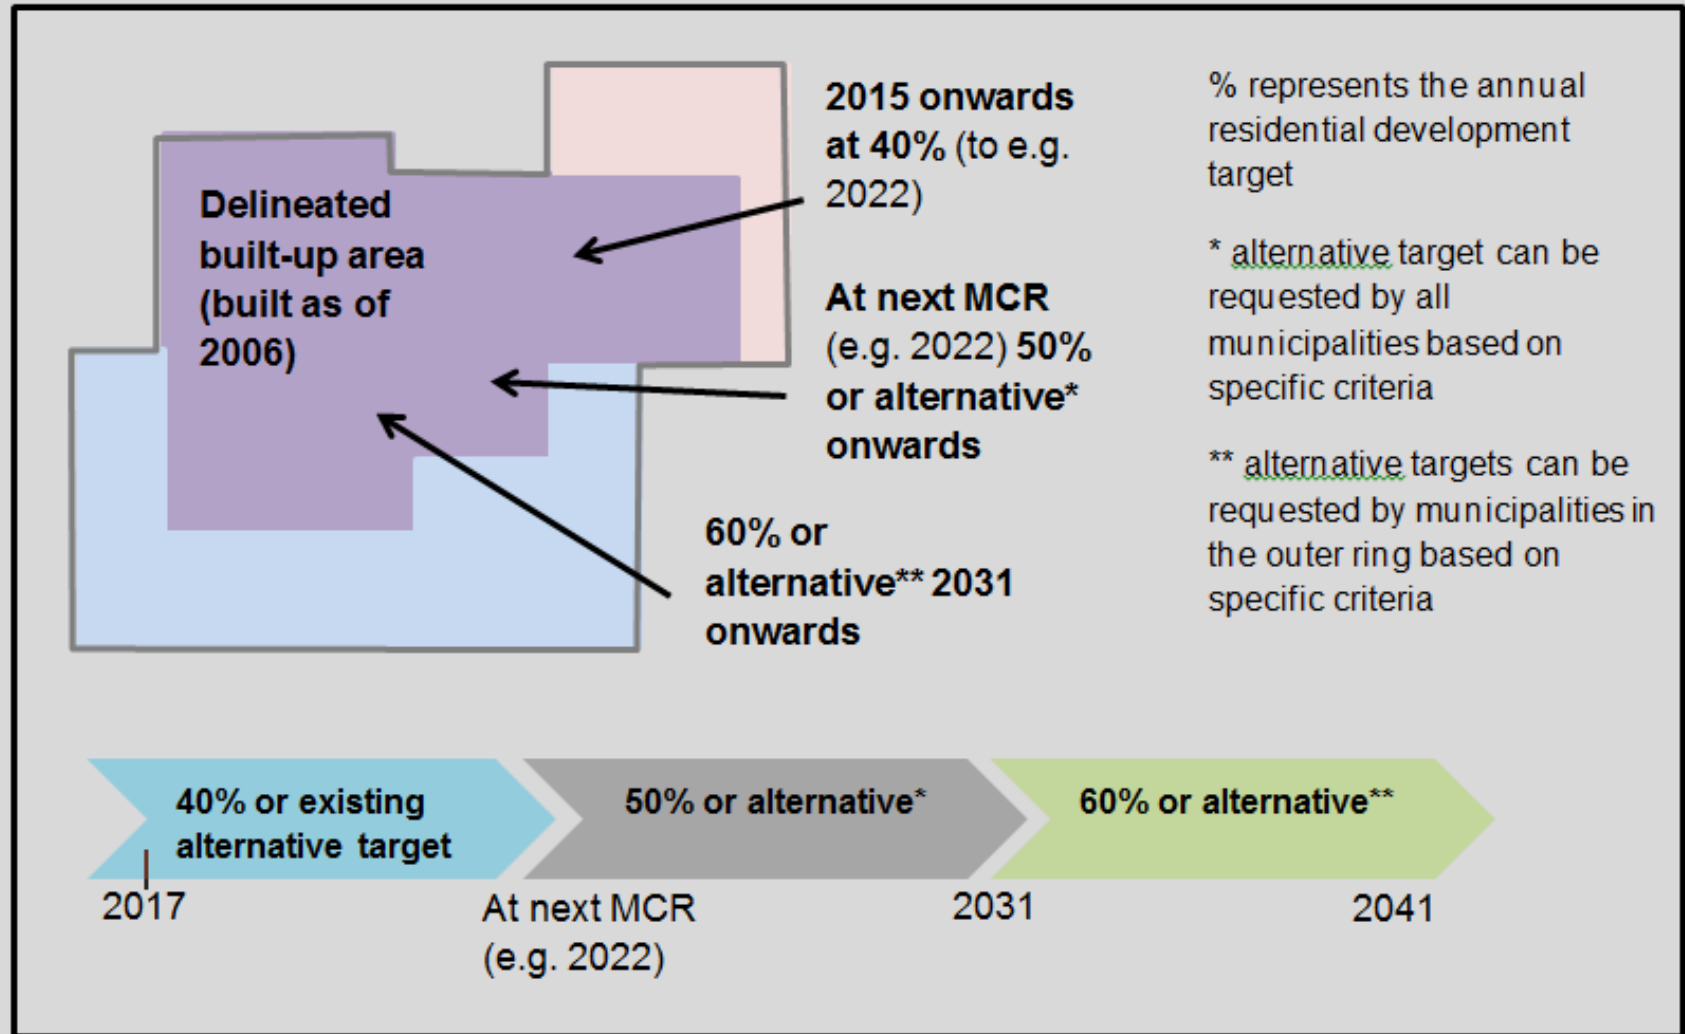 Delineated
built-up area
(built as of
2006)
2015 onwards
at 40% (to e.g.
2022)
At next MCR
(e.g. 2022) 50%
or alternative*
onwards
60% or
alternative** 2031
onwards
% represents the annual
residential development
target
* alternative target can be
requested by all
municipalities based on
specific criteria
** alternative targets can be
requested by municipalities in
the outer ring based on
specific criteria
40% or existing
alternative target
50% or alternative*
60% or alternative**
2017
At next MCR
(e.g. 2022)
2031
2041